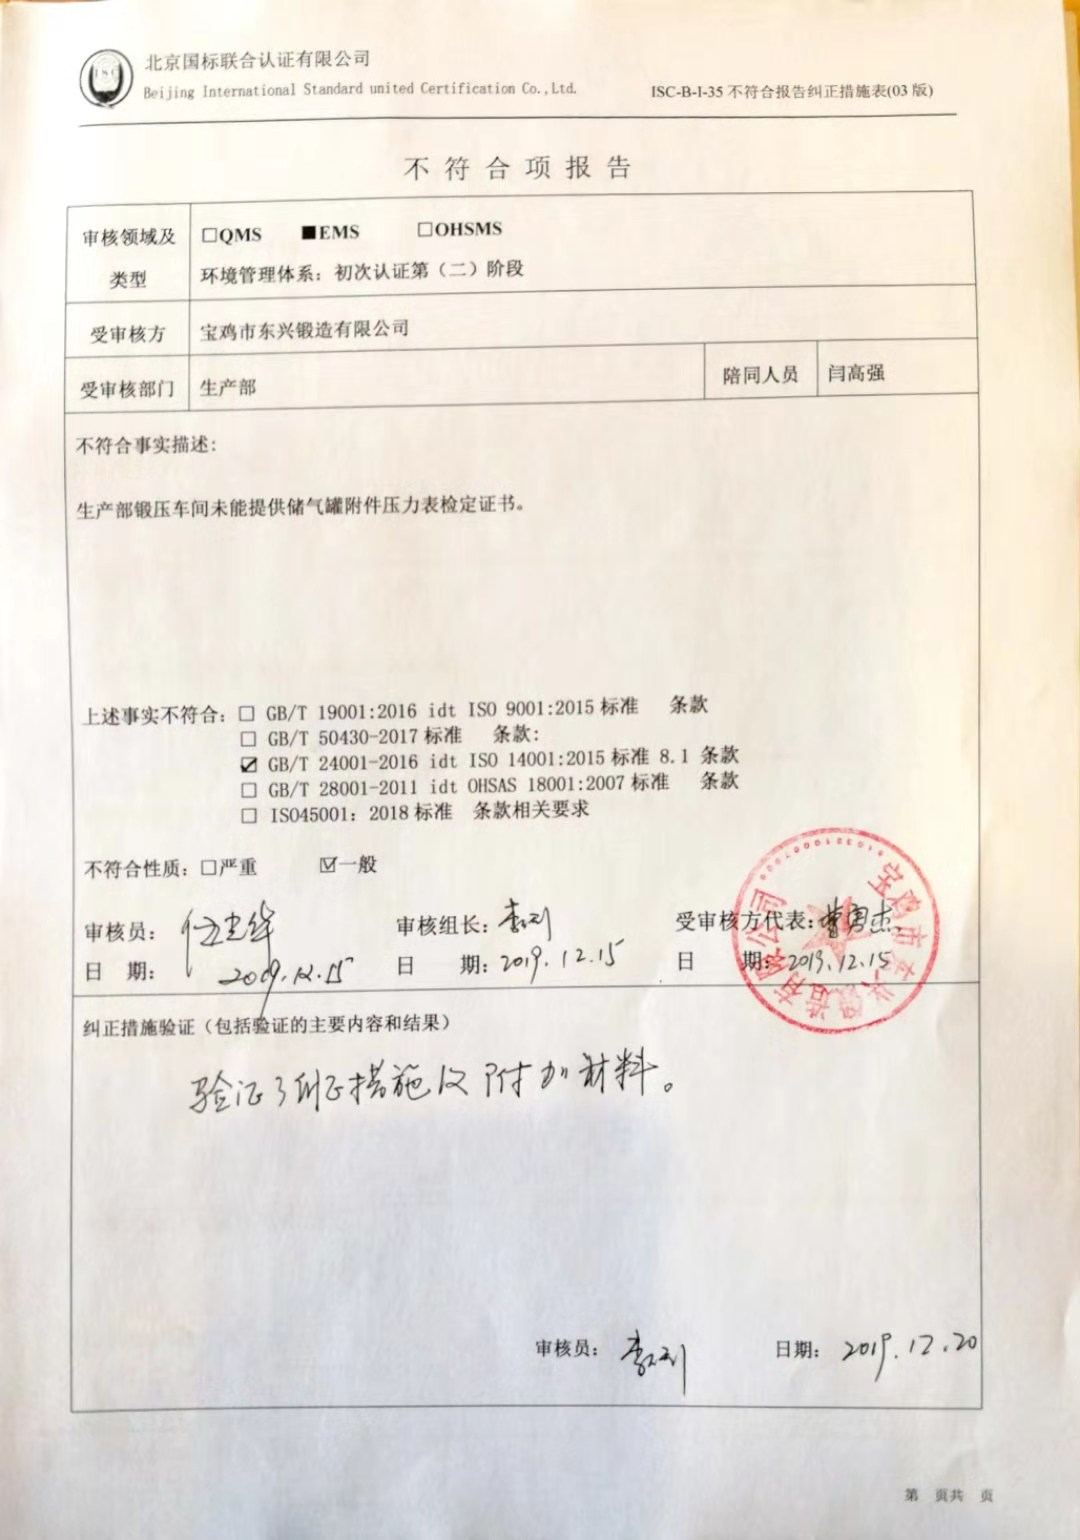 北京国标联合认证有限公司
Beijing International Standard united Certification Co.,Ltd.
ISC-B-I-35 不符合报告纠正措施表(03 版)
不符合项报告
审核领域及类型
□QMS ■EMS □OHSMS
环境管理体系：初次认证第（二）阶段
受审核方 宝鸡市东兴锻造有限公司
受审核部门 生产部 陪同人员 闫高强
不符合事实描述:
生产部锻压车间未能提供储气罐附件压力表检定证书。
上述事实不符合: □ GB/T 19001:2016 idt ISO 9001:2015 标准 条款
□ GB/T 50430-2017 标准 条款:
☑ GB/T 24001-2016 idt ISO 14001:2015 标准 8.1 条款
□ GB/T 28001-2011 idt OHSAS 18001:2007 标准 条款
□ ISO45001：2018 标准 条款相关要求
不符合性质：□严重 ☑一般
审核员： 审核组长： 受审核方代表：
日 期： 2019.12.15 日 期：2019.12.15 日 期：2019.12.15
宝鸡市东兴锻造有限公司
纠正措施验证（包括验证的主要内容和结果）
验证了纠正措施及附加材料。
审核员： 日期： 2019.12.20
第 页共 页